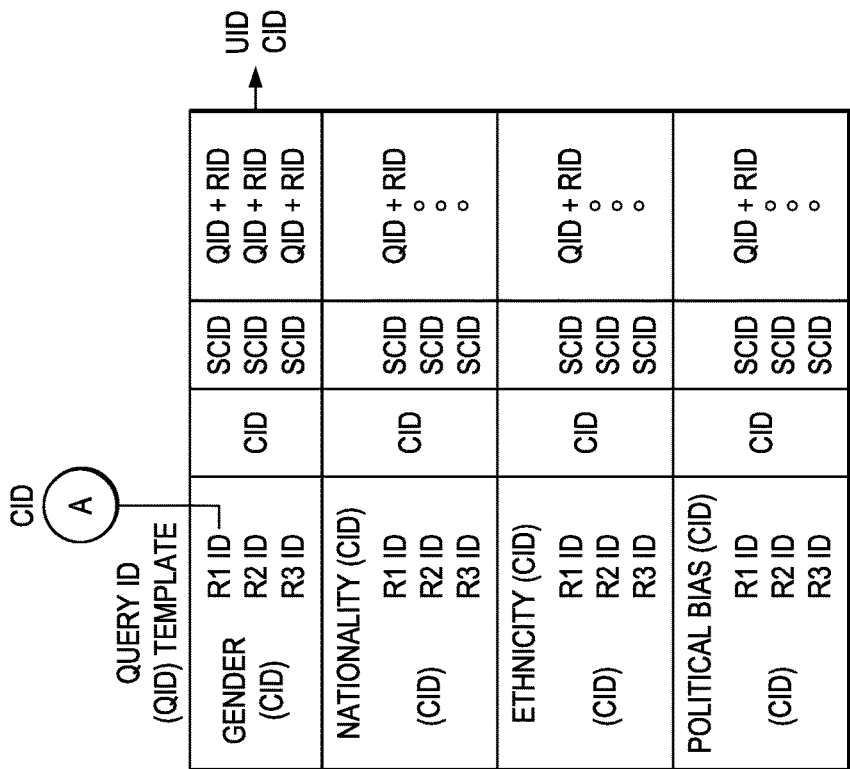 CID
A
QUERY ID
(QID) TEMPLATE
UID
CID
GENDER
(CID)
R1 ID
R2 ID
R3 ID
CID
SCID
SCID
SCID
QID + RID
QID + RID
QID + RID
NATIONALITY (CID)
(CID)
R1 ID
R2 ID
R3 ID
CID
SCID
SCID
SCID
QID + RID
ETHNICITY (CID)
(CID)
R1 ID
R2 ID
R3 ID
CID
SCID
SCID
SCID
QID + RID
POLITICAL BIAS (CID)
(CID)
R1 ID
R2 ID
R3 ID
CID
SCID
SCID
SCID
QID + RID